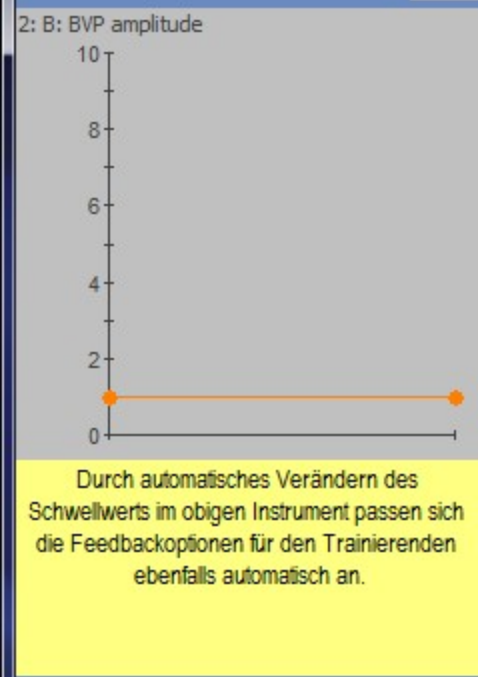 2: B: BVP amplitude
10
8
6
4
2
0
Durch automatisches Verändern des
Schwellwerts im obigen Instrument passen sich
die Feedbackoptionen für den Trainierenden
ebenfalls automatisch an.